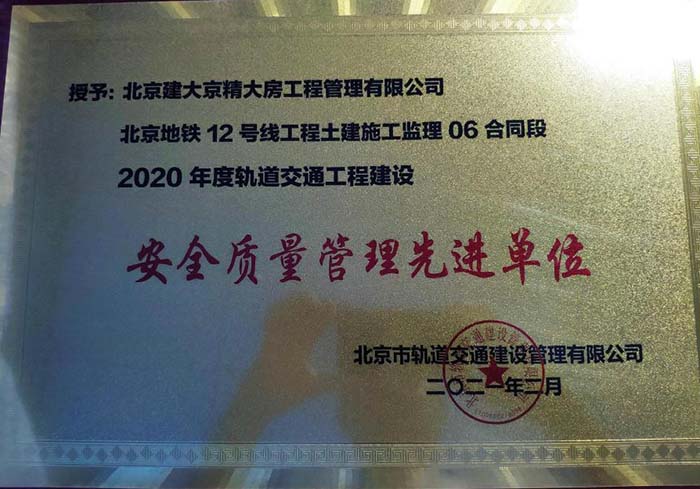 授予: 北京建大京精大房工程管理有限公司
北京地铁 12 号线工程土建施工监理 06 合同段
2020 年度轨道交通工程建设
安全质量管理先进单位
北京市轨道交通建设管理有限公司
二〇二一年二月